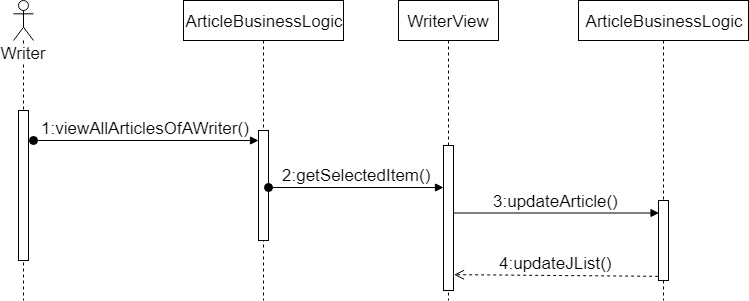 ArticleBusinessLogic
WriterView
ArticleBusinessLogic
Writer
1:viewAllArticlesOfAWriter()
2:getSelectedItem()
3:updateArticle()
4:updateJList()